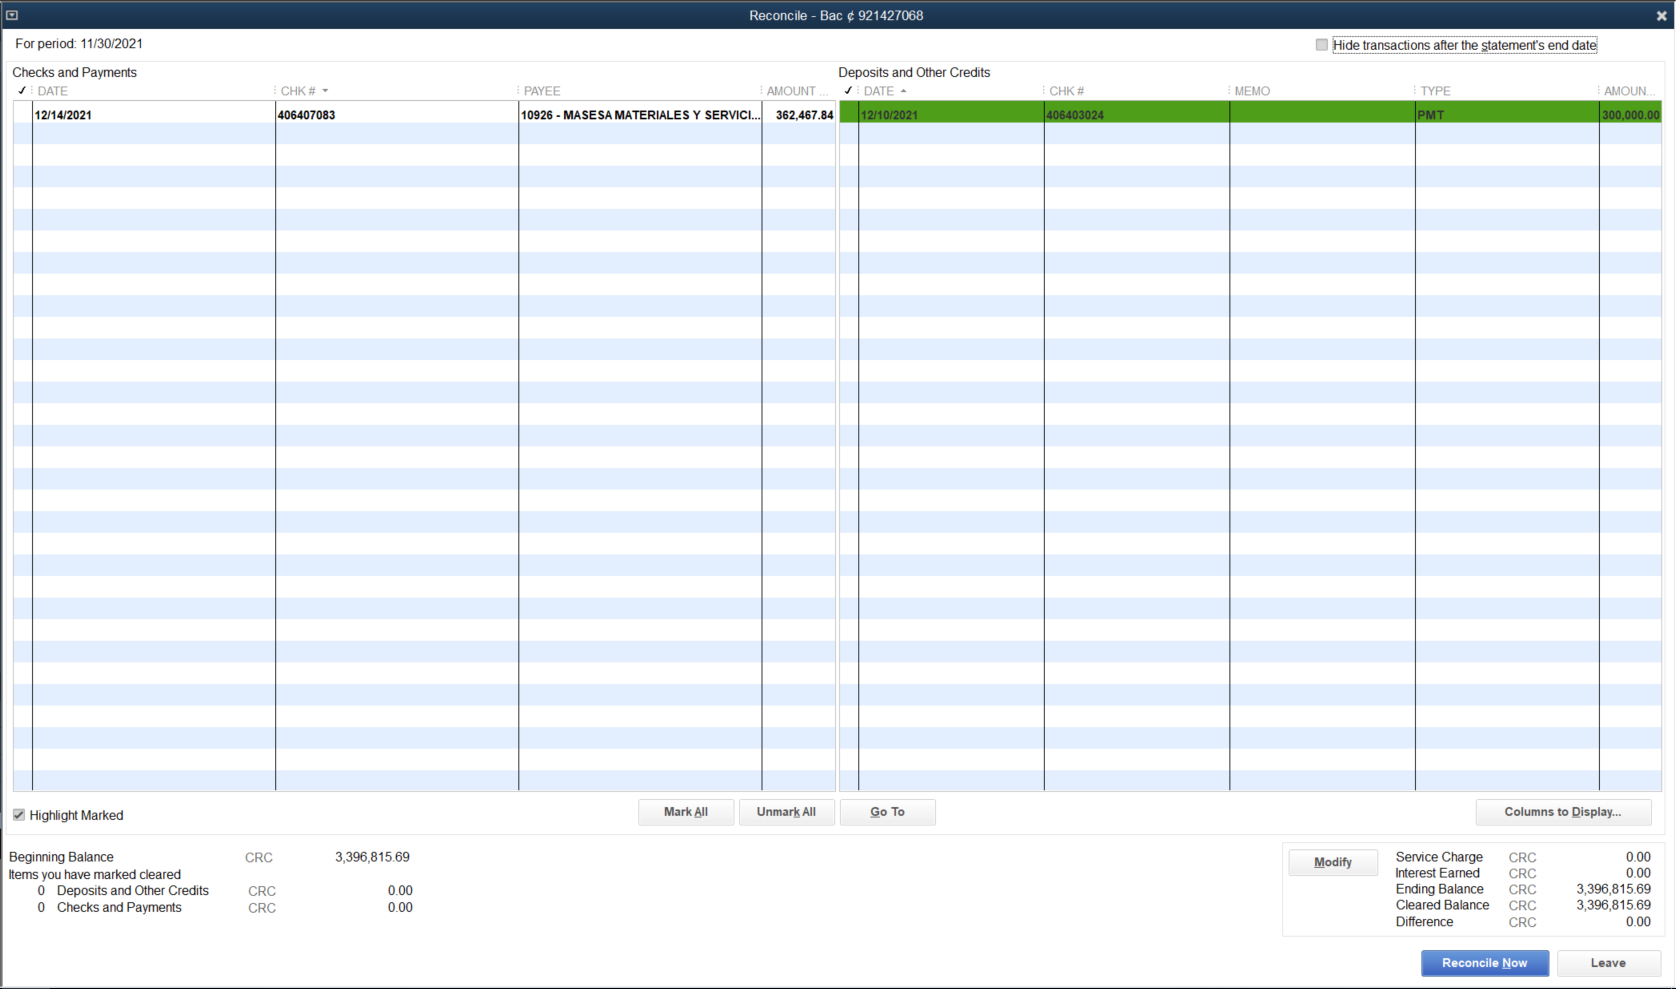 Reconcile - Bac ¢ 921427068
For period: 11/30/2021
Hide transactions after the statement's end date
Checks and Payments
✓ DATE CHK # PAYEE AMOUNT ...
12/14/2021 406407083 10926 - MASESA MATERIALES Y SERVICI... 362,467.84
Deposits and Other Credits
✓ DATE CHK # MEMO TYPE AMOUN...
12/10/2021 406403024 PMT 300,000.00
Highlight Marked
Mark All Unmark All Go To Columns to Display...
Beginning Balance CRC 3,396,815.69
Items you have marked cleared
0 Deposits and Other Credits CRC 0.00
0 Checks and Payments CRC 0.00
Modify
Service Charge CRC 0.00
Interest Earned CRC 0.00
Ending Balance CRC 3,396,815.69
Cleared Balance CRC 3,396,815.69
Difference CRC 0.00
Reconcile Now Leave